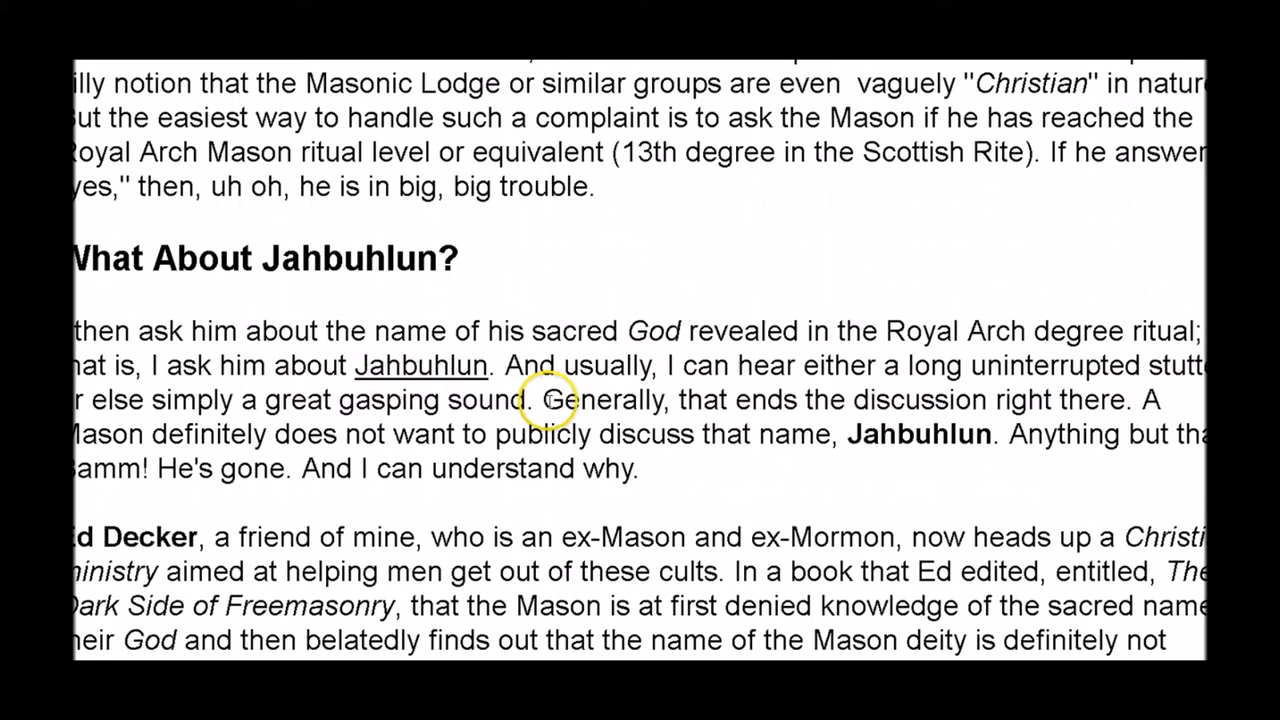 illy notion that the Masonic Lodge or similar groups are even vaguely "Christian" in nature
ut the easiest way to handle such a complaint is to ask the Mason if he has reached the
Royal Arch Mason ritual level or equivalent (13th degree in the Scottish Rite). If he answer
yes," then, uh oh, he is in big, big trouble.
What About Jahbuhlun?
then ask him about the name of his sacred God revealed in the Royal Arch degree ritual;
hat is, I ask him about Jahbuhlun. And usually, I can hear either a long uninterrupted stutt
r else simply a great gasping sound. Generally, that ends the discussion right there. A
Mason definitely does not want to publicly discuss that name, Jahbuhlun. Anything but tha
Bamm! He's gone. And I can understand why.
Ed Decker, a friend of mine, who is an ex-Mason and ex-Mormon, now heads up a Christi
ministry aimed at helping men get out of these cults. In a book that Ed edited, entitled, The
Dark Side of Freemasonry, that the Mason is at first denied knowledge of the sacred name
heir God and then belatedly finds out that the name of the Mason deity is definitely not